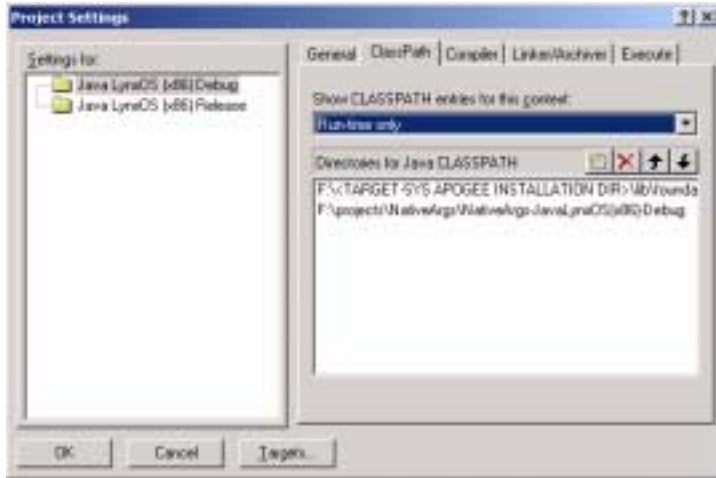 Project Settings
Settings for:
Java LynxOS (x86) Debug
Java LynxOS (x86) Release
General ClassPath Compiler Linker/Archiver Execute
Show CLASSPATH entries for this context:
Run-time only
Directories for Java CLASSPATH
F:\<TARGET-SYS APOGEE INSTALLATION DIR>\lib\founda
F:\projects\NativeArgs\NativeArgs-JavaLynxOS(x86)-Debug
OK Cancel Targets...